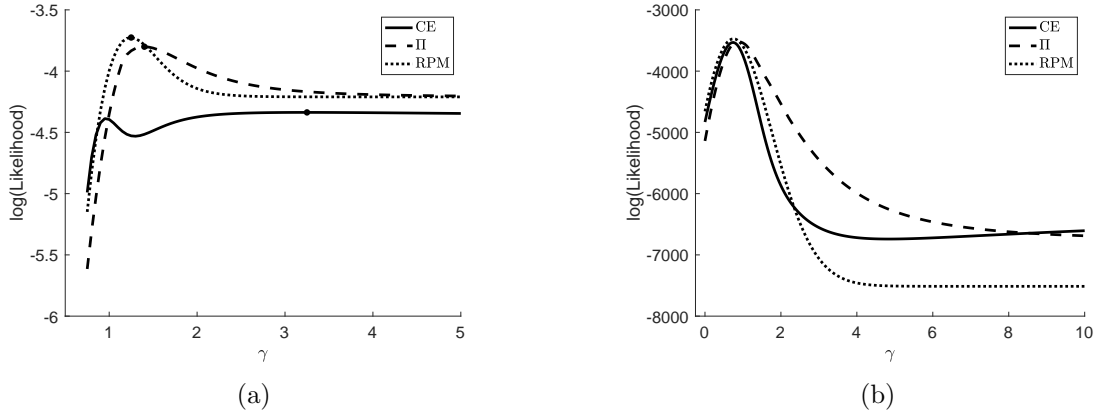 log(Likelihood)
-3.5
-4
-4.5
-5
-5.5
-6
1
2
3
4
5
γ
CE
Π
RPM
(a)
log(Likelihood)
-3000
-4000
-5000
-6000
-7000
-8000
0
2
4
6
8
10
γ
CE
Π
RPM
(b)